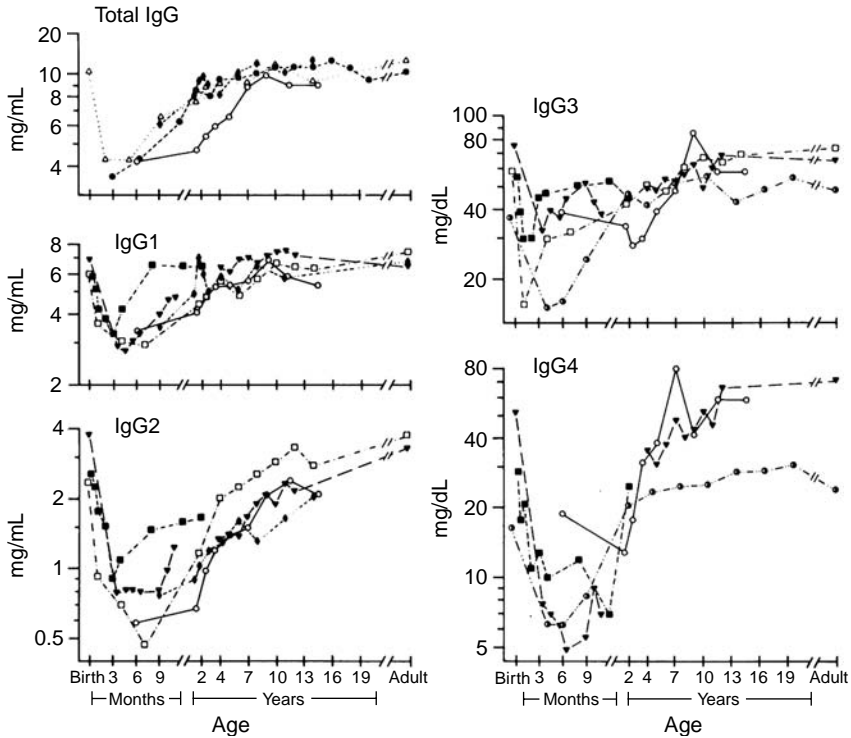 Total IgG
20
10
8
6
4
mg/mL
IgG1
8
6
4
2
mg/mL
IgG2
4
2
1
0.5
mg/mL
Birth 3 6 9 2 4 7 10 13 16 19 Adult
Months Years
Age
IgG3
100
80
40
20
mg/dL
IgG4
80
40
20
10
5
mg/dL
Birth 3 6 9 2 4 7 10 13 16 19 Adult
Months Years
Age